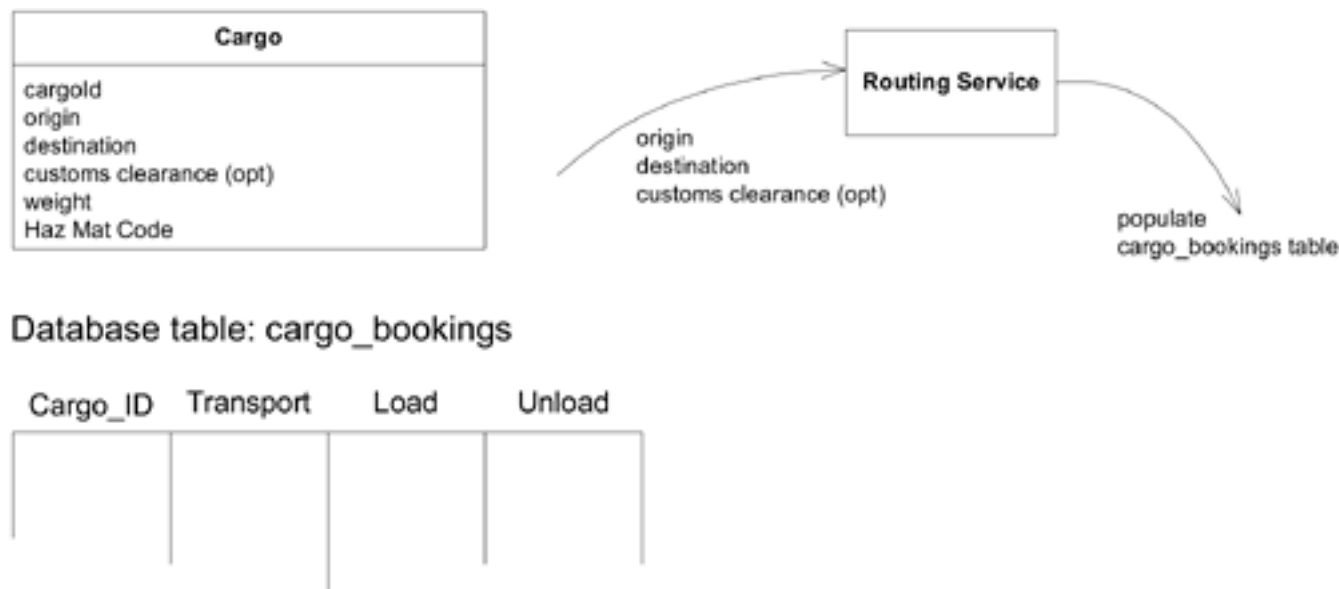 Cargo
cargoId
origin
destination
customs clearance (opt)
weight
Haz Mat Code
Routing Service
origin
destination
customs clearance (opt)
populate
cargo_bookings table
Database table: cargo_bookings
Cargo_ID Transport Load Unload